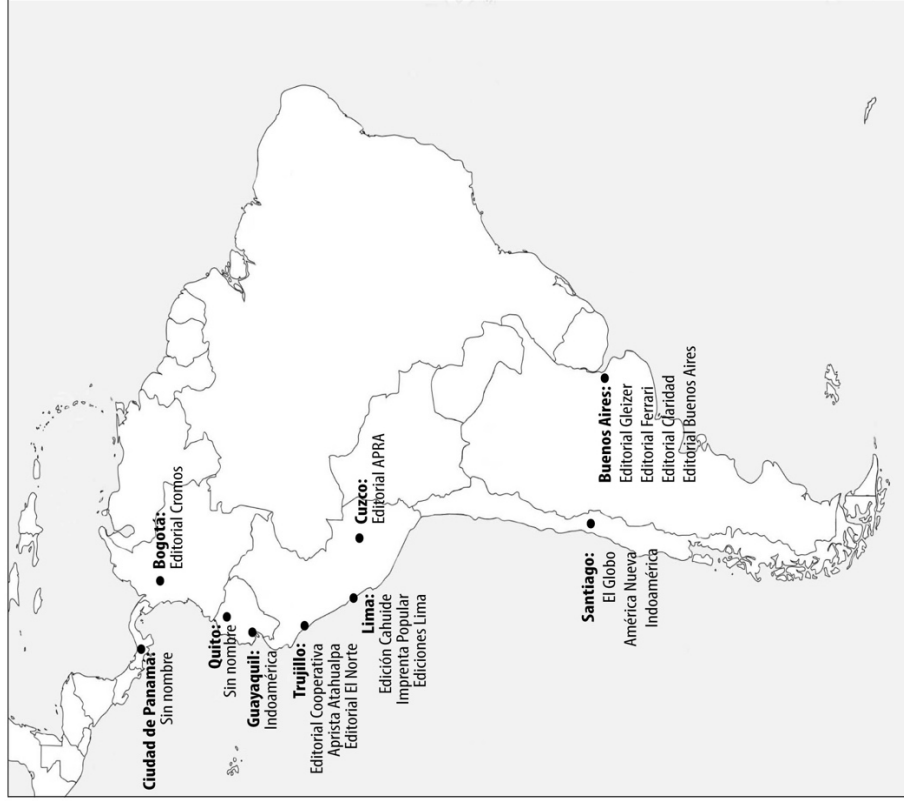 Ciudad de Panamá:
Sin nombre
Bogotá:
Editorial Cromos
Quito:
Sin nombre
Guayaquil:
Indoamérica
Trujillo:
Editorial Cooperativa
Aprista Atahualpa
Editorial El Norte
Lima:
Edición Cahuide
Imprenta Popular
Ediciones Lima
Cuzco:
Editorial APRA
Santiago:
El Globo
América Nueva
Indoamérica
Buenos Aires:
Editorial Gleizer
Editorial Ferrari
Editorial Claridad
Editorial Buenos Aires